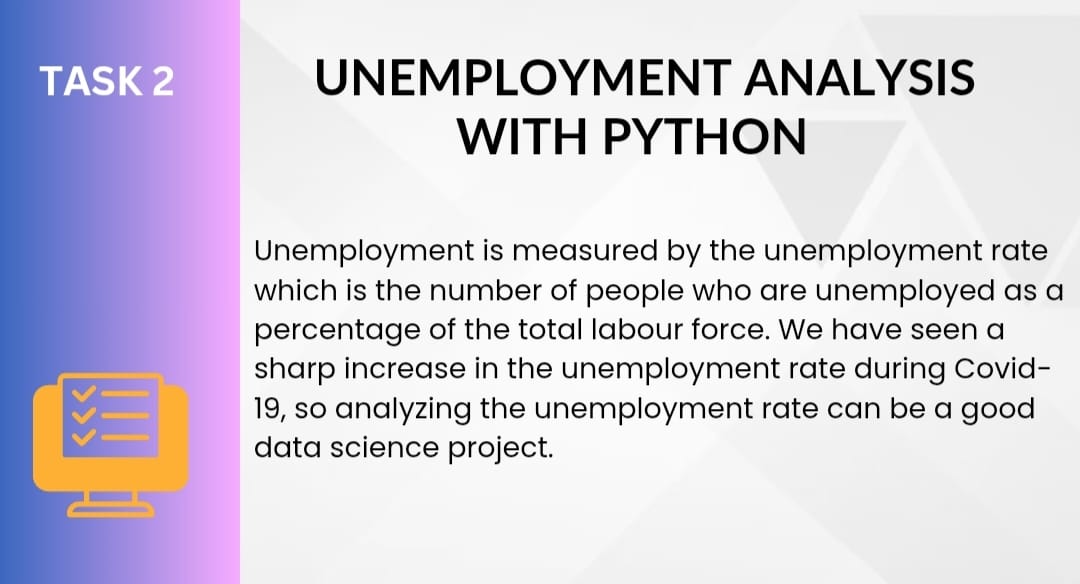 TASK 2
UNEMPLOYMENT ANALYSIS
WITH PYTHON
Unemployment is measured by the unemployment rate
which is the number of people who are unemployed as a
percentage of the total labour force. We have seen a
sharp increase in the unemployment rate during Covid-
19, so analyzing the unemployment rate can be a good
data science project.